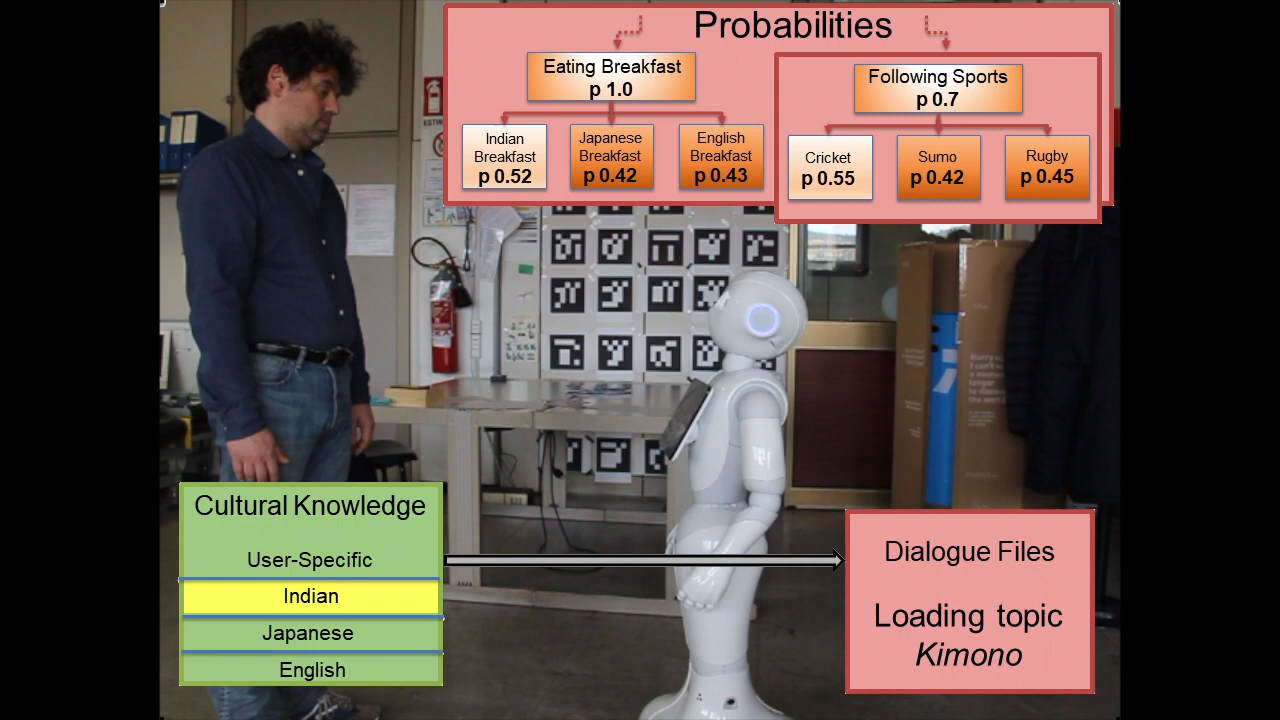 Probabilities
Eating Breakfast
p 1.0
Indian
Breakfast
p 0.52
Japanese
Breakfast
p 0.42
English
Breakfast
p 0.43
Following Sports
p 0.7
Cricket
p 0.55
Sumo
p 0.42
Rugby
p 0.45
Cultural Knowledge
User-Specific
Indian
Japanese
English
Dialogue Files
Loading topic
Kimono